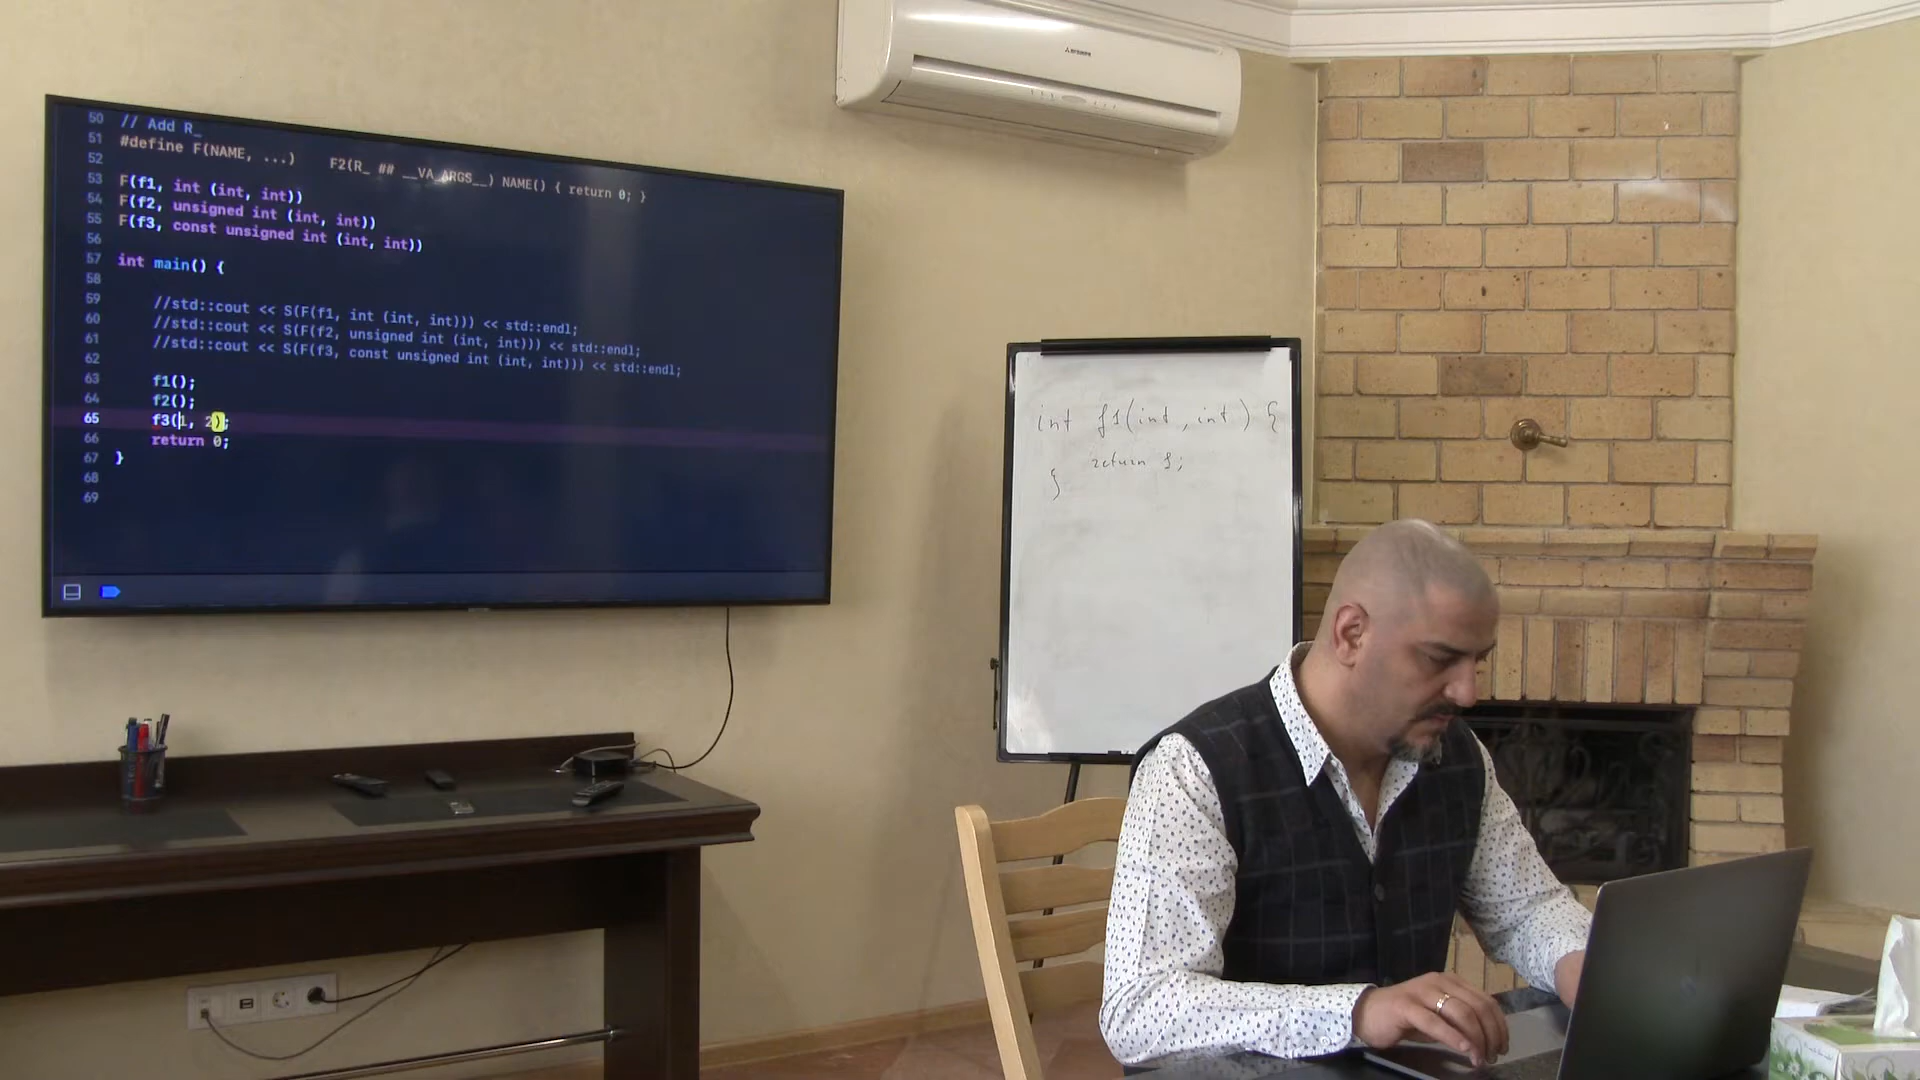 50 // Add R_
51 #define F(NAME, ...) F2(R_ ## __VA_ARGS__) NAME() { return 0; }
52
53 F(f1, int (int, int))
54 F(f2, unsigned int (int, int))
55 F(f3, const unsigned int (int, int))
56
57 int main() {
58
59 //std::cout << S(F(f1, int (int, int))) << std::endl;
60 //std::cout << S(F(f2, unsigned int (int, int))) << std::endl;
61 //std::cout << S(F(f3, const unsigned int (int, int))) << std::endl;
62
63 f1();
64 f2();
65 f3(1, 2);
66 return 0;
67 }
68
69
MITSUBISHI
int f1(int, int) {
return 1;
}